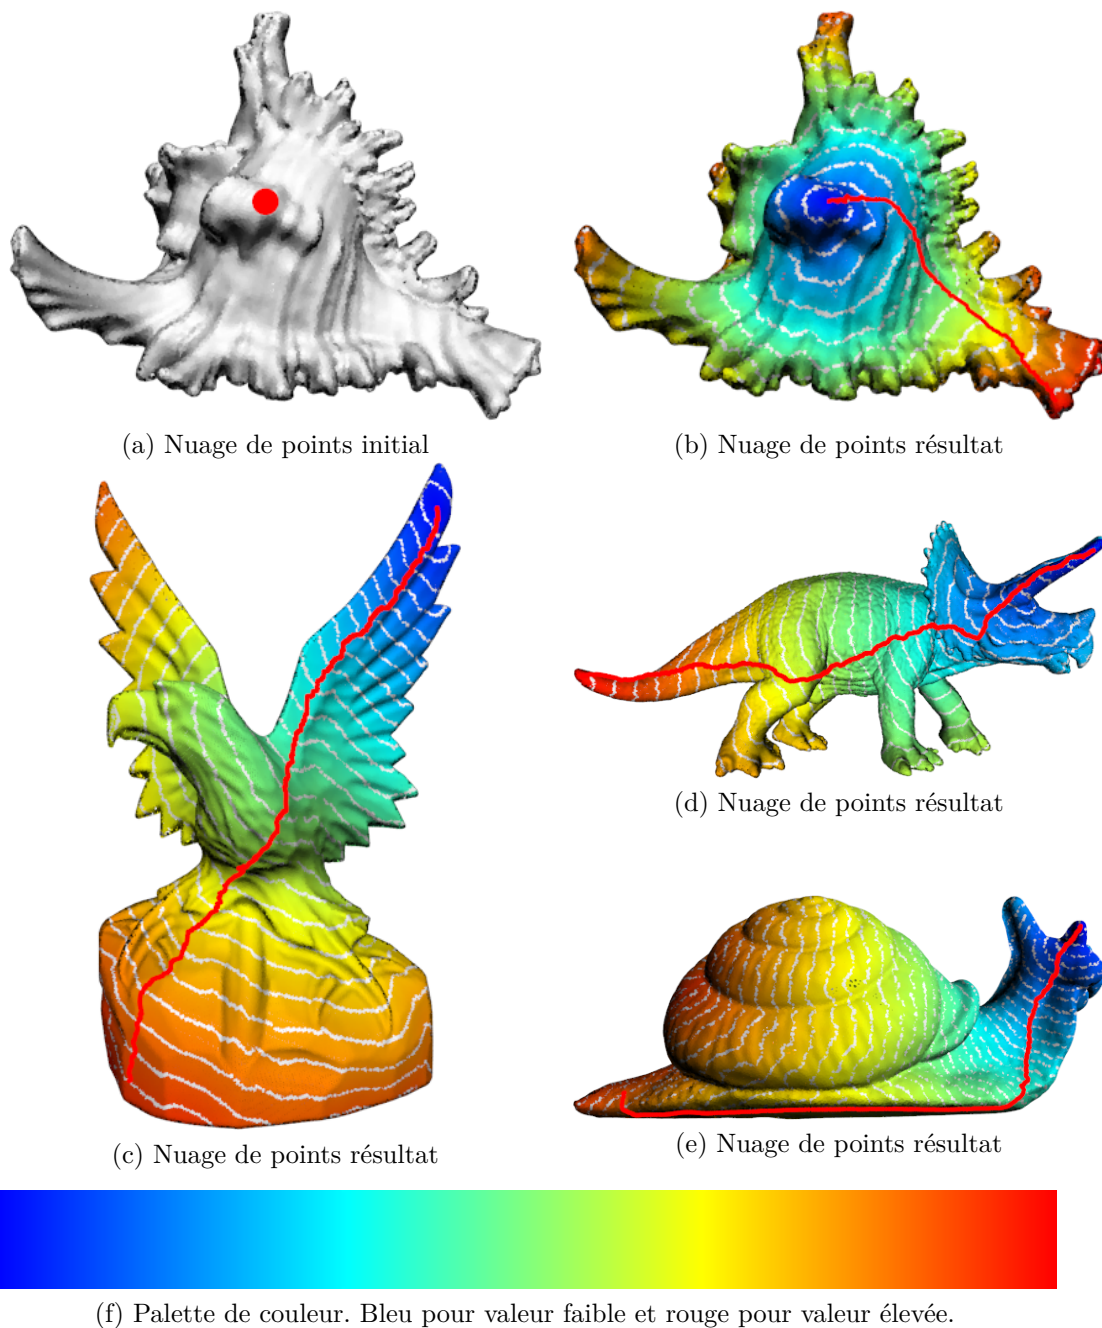 (a) Nuage de points initial
(b) Nuage de points résultat
(c) Nuage de points résultat
(d) Nuage de points résultat
(e) Nuage de points résultat
(f) Palette de couleur. Bleu pour valeur faible et rouge pour valeur élevée.